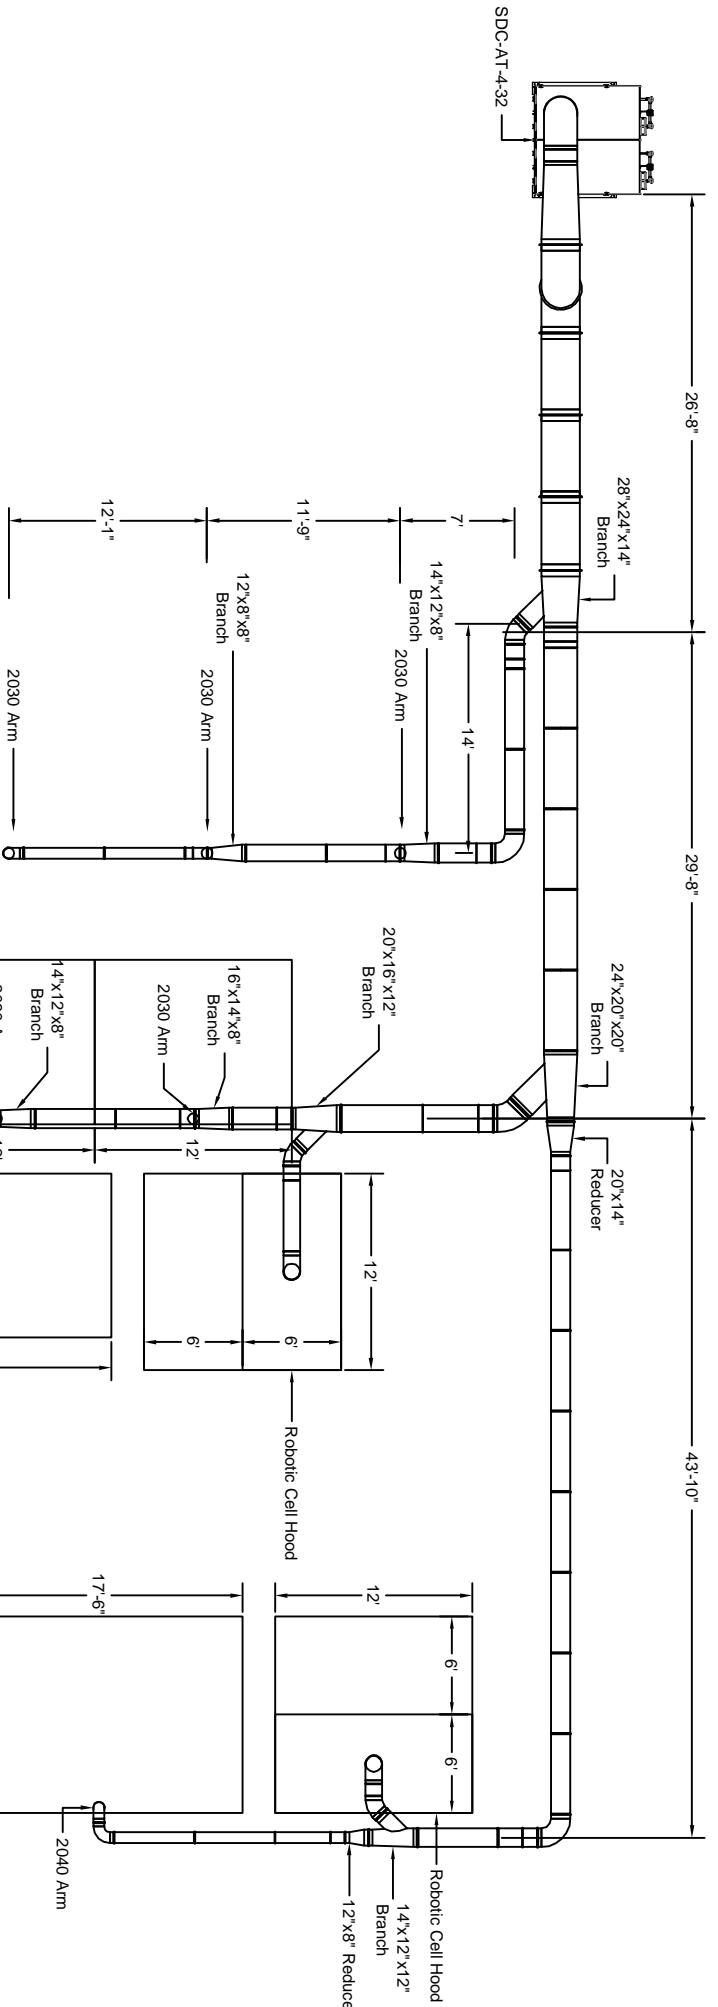 SDC-AT-4-32
26'-8"
28"x24"x14"
Branch
7'
11'-9"
12'-1"
14"x12"x8"
Branch
12"x8"x8"
Branch
2030 Arm
2030 Arm
2030 Arm
14'
29'-8"
24"x20"x20"
Branch
20"x16"x12"
Branch
16"x14"x8"
Branch
14"x12"x8"
Branch
2030 Arm
12'
20"x14"
Reducer
12'
6'
6'
Robotic Cell Hood
43'-10"
12'
17'-6"
6'
6'
Robotic Cell Hood
14"x12"x12"
Branch
12"x8" Reduce
2040 Arm